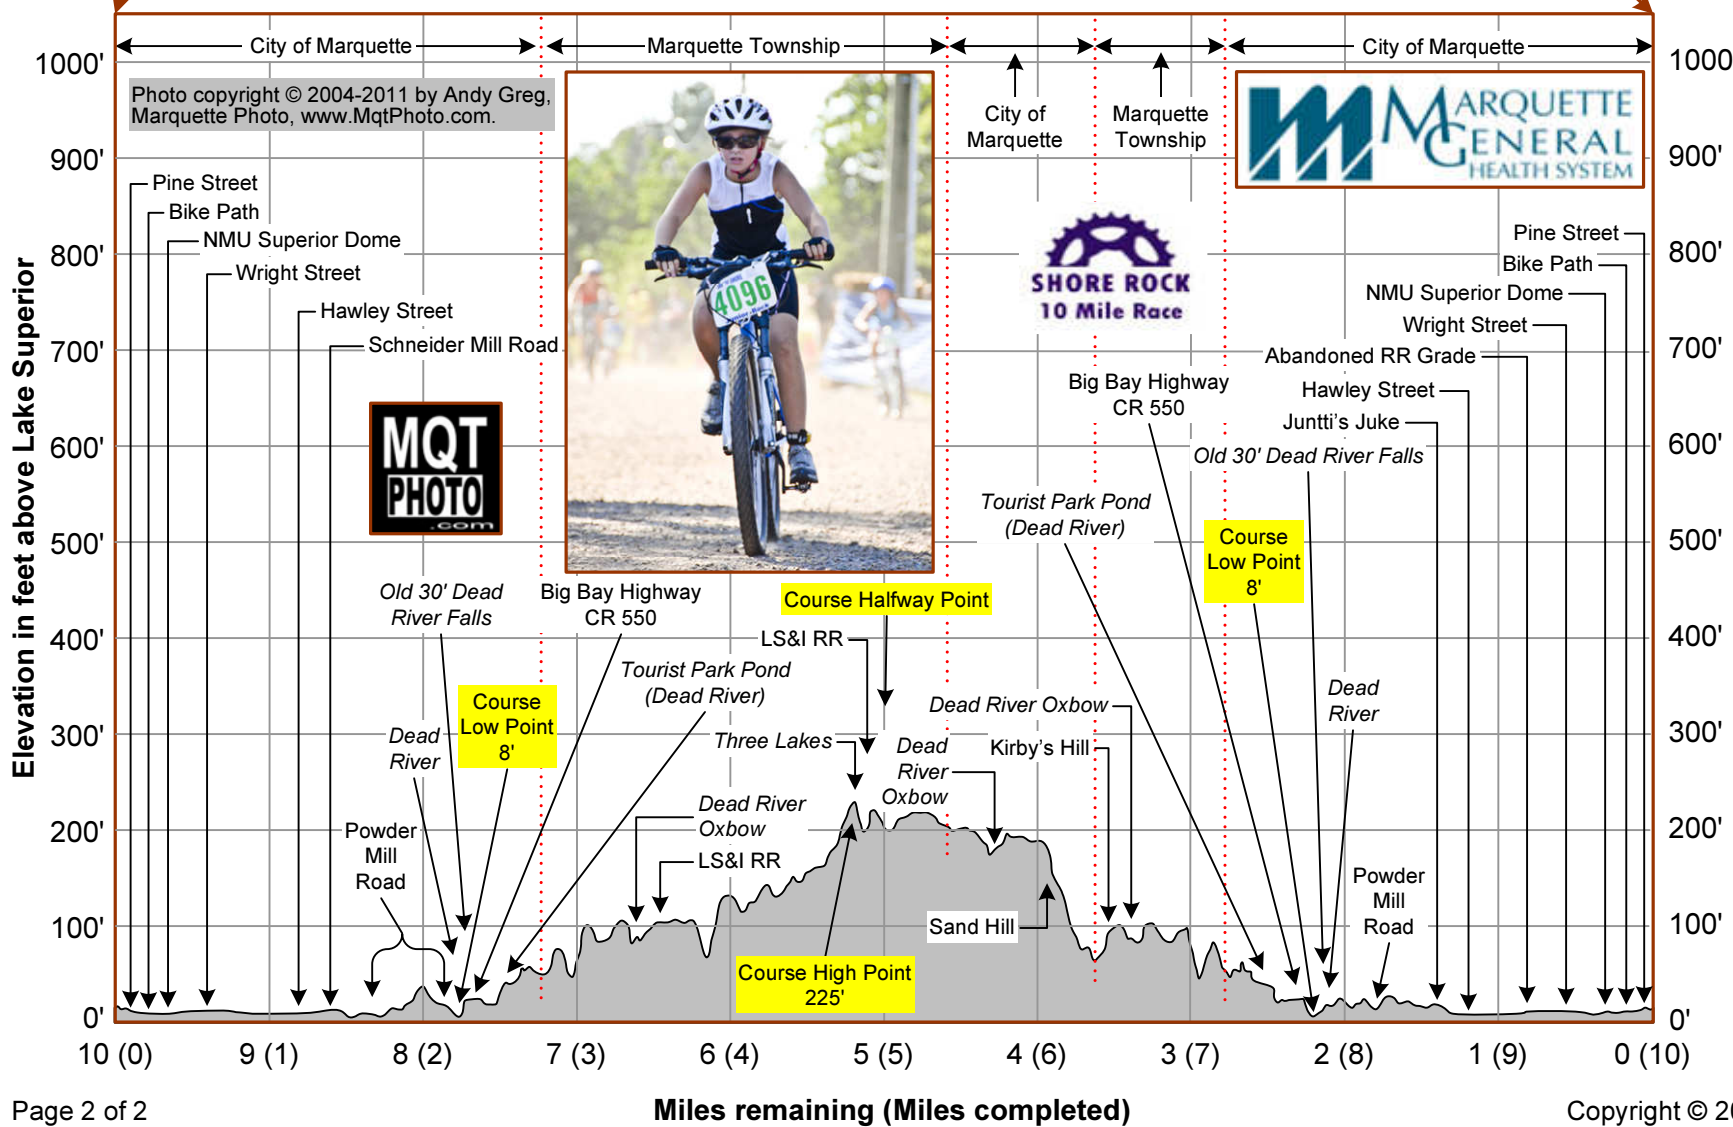 City of Marquette
Marquette Township
City of Marquette
1000'
1000
Photo copyright © 2004-2011 by Andy Greg,
Marquette Photo, www.MqtPhoto.com.
City of
Marquette
Marquette
Township
MARQUETTE
GENERAL
HEALTH SYSTEM
900'
900'
Pine Street
Bike Path
NMU Superior Dome
Wright Street
Hawley Street
Schneider Mill Road
800'
800'
Pine Street
Bike Path
NMU Superior Dome
Wright Street
Abandoned RR Grade
Hawley Street
Juntti's Juke
4096
SHORE ROCK
10 Mile Race
700'
700'
Big Bay Highway
CR 550
Old 30' Dead River Falls
MQT
PHOTO
.com
600'
600'
Tourist Park Pond
(Dead River)
Course
Low Point
8'
500'
500'
Old 30' Dead
River Falls
Big Bay Highway
CR 550
Course Halfway Point
LS&I RR
400'
400'
Tourist Park Pond
(Dead River)
Course
Low Point
8'
Dead
River
Dead
River
Dead River Oxbow
Three Lakes
Dead
River
Oxbow
Kirby's Hill
300'
300'
Dead River
Oxbow
LS&I RR
200'
200'
Powder
Mill
Road
Powder
Mill
Road
Sand Hill
100'
100'
Course High Point
225'
0'
0'
Elevation in feet above Lake Superior
10 (0)
9 (1)
8 (2)
7 (3)
6 (4)
5 (5)
4 (6)
3 (7)
2 (8)
1 (9)
0 (10)
Page 2 of 2
Miles remaining (Miles completed)
Copyright © 20